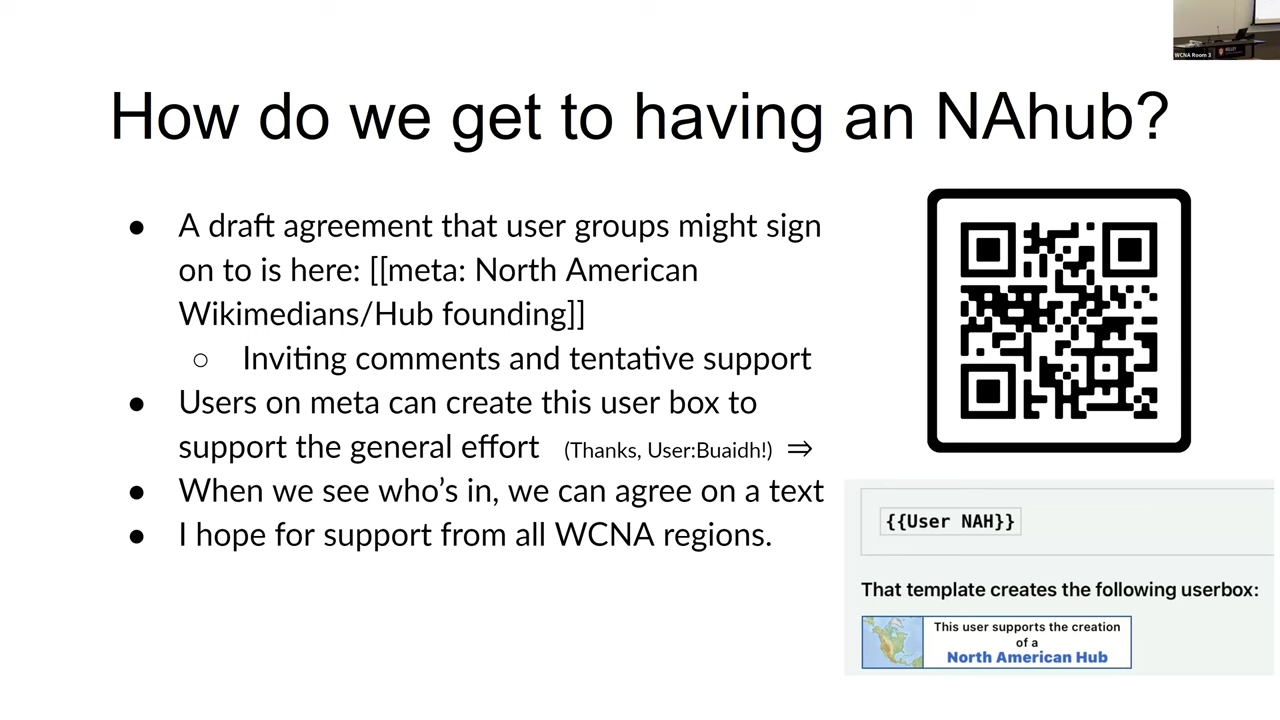 WCNA Room 3
How do we get to having an NAhub?
● A draft agreement that user groups might sign
on to is here: [[meta: North American
Wikimedians/Hub founding]]
○ Inviting comments and tentative support
● Users on meta can create this user box to
support the general effort (Thanks, User:Buaidh!) ⇒
● When we see who's in, we can agree on a text
● I hope for support from all WCNA regions.
{{User NAH}}
That template creates the following userbox:
This user supports the creation
of a
North American Hub